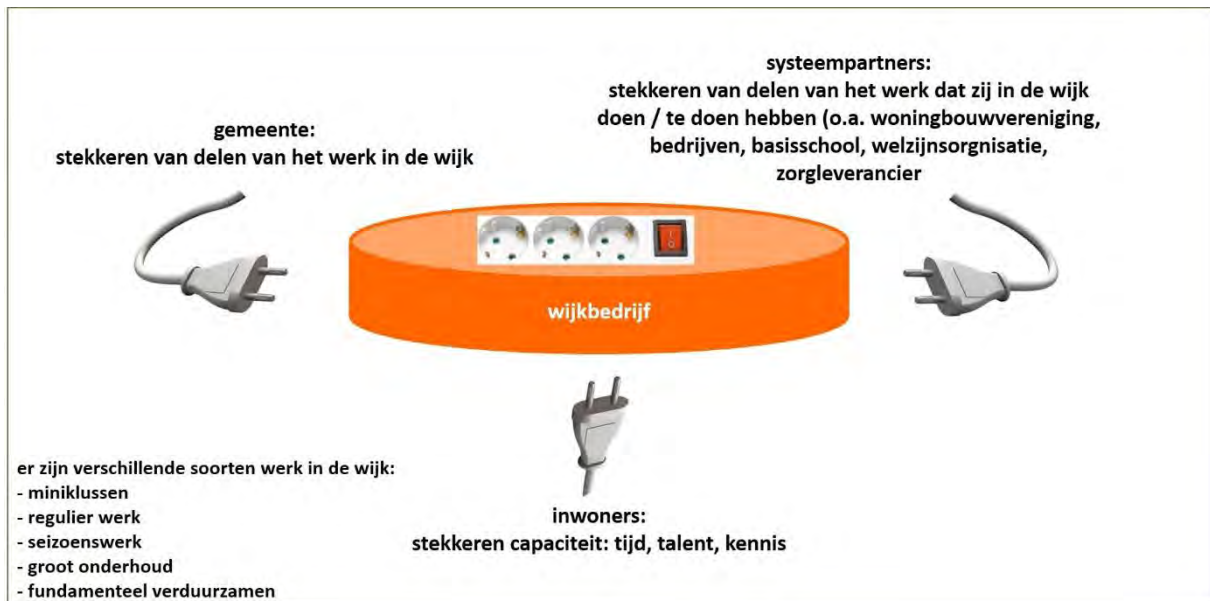 systeempartners:
stekkeren van delen van het werk dat zij in de wijk
doen / te doen hebben (o.a. woningbouwvereniging,
bedrijven, basisschool, welzijnsorgnisatie,
zorgleverancier
gemeente:
stekkeren van delen van het werk in de wijk
wijkbedrijf
er zijn verschillende soorten werk in de wijk:
- miniklussen
- regulier werk
- seizoenswerk
- groot onderhoud
- fundamenteel verduurzamen
inwoners:
stekkeren capaciteit: tijd, talent, kennis